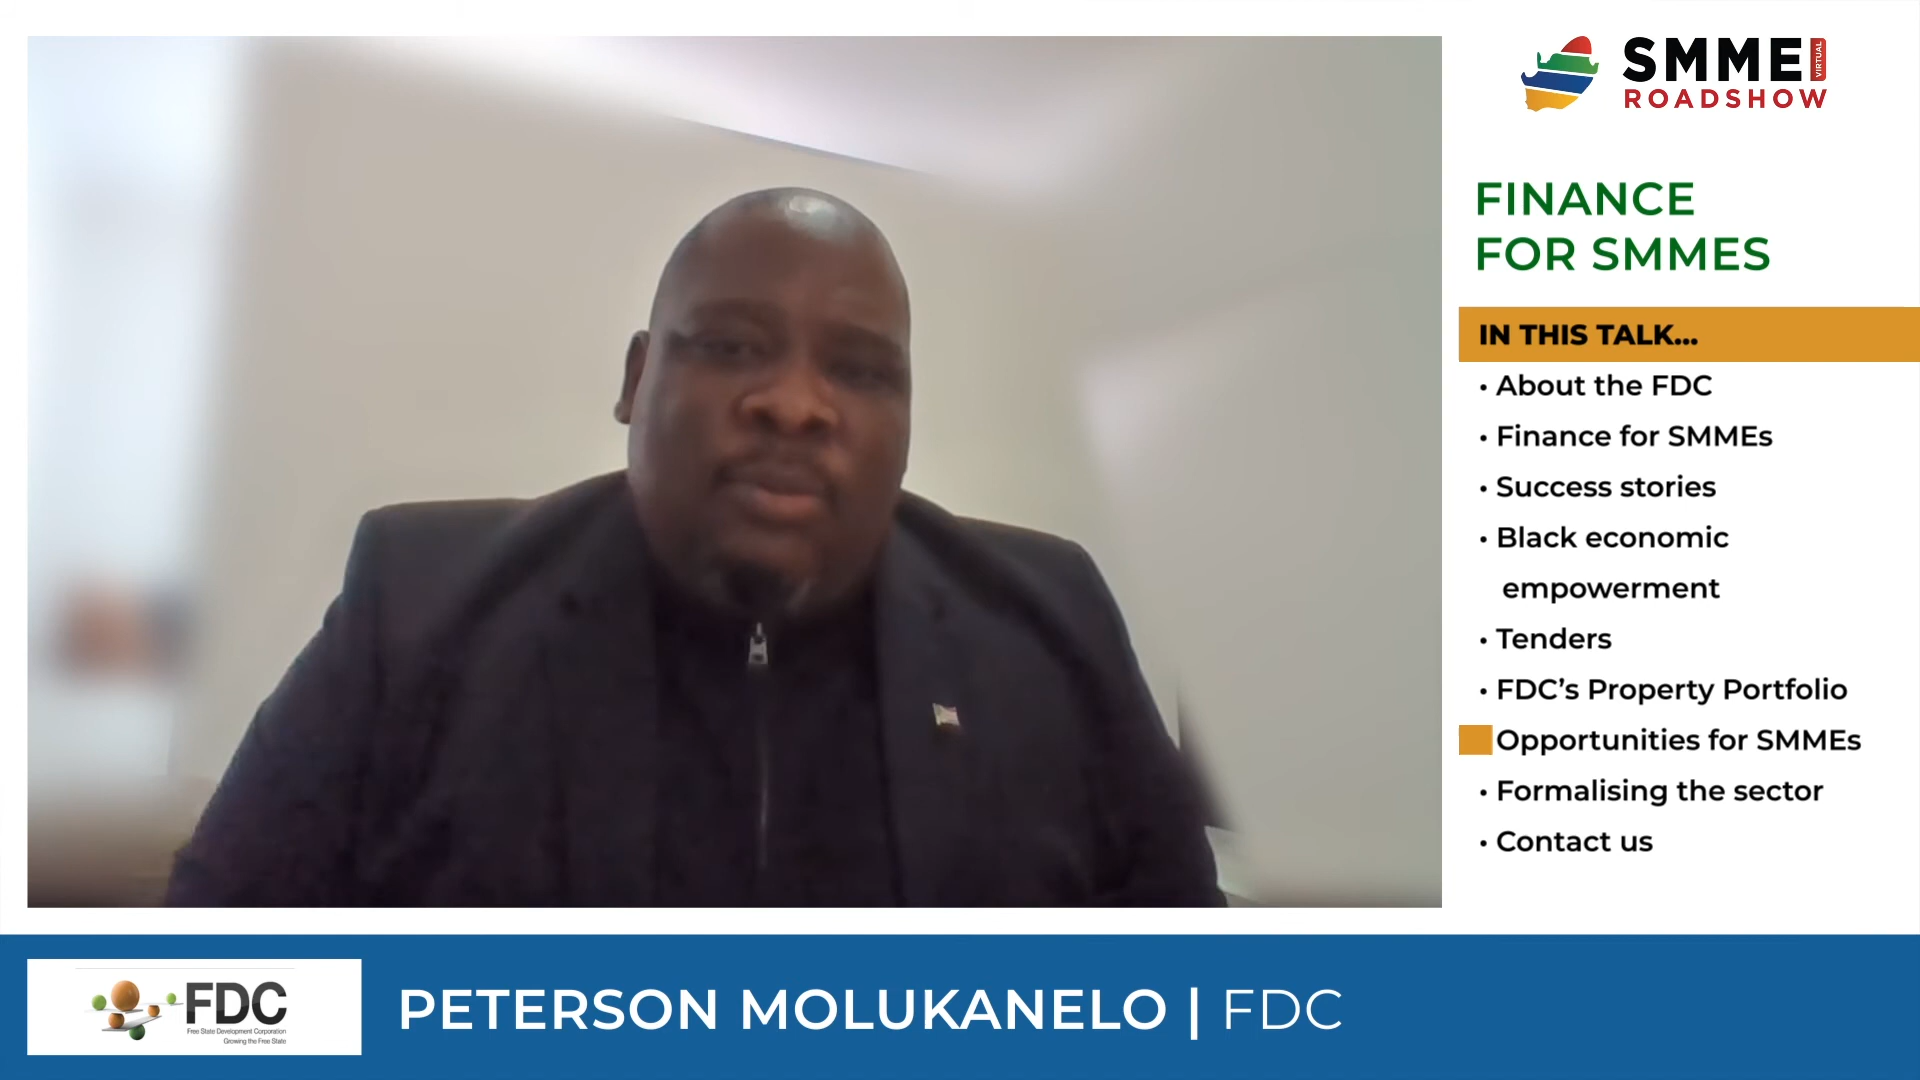 SMME VIRTUAL
ROADSHOW
FINANCE
FOR SMMES
IN THIS TALK...
• About the FDC
• Finance for SMMEs
• Success stories
• Black economic
empowerment
• Tenders
• FDC’s Property Portfolio
Opportunities for SMMEs
• Formalising the sector
• Contact us
FDC
Free State Development Corporation
Growing the Free State
PETERSON MOLUKANELO | FDC